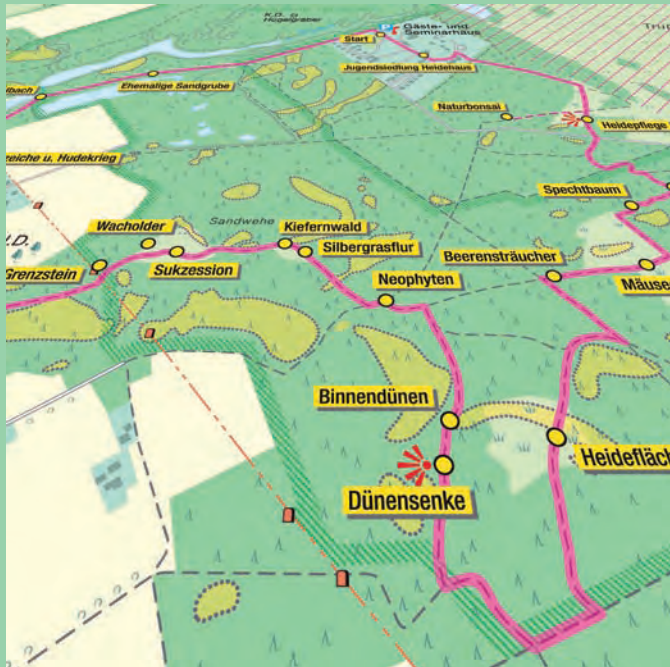 K.D.
Hügelgräber
P
Gäste- und
Seminarhaus
Start
Jugendsiedlung Heidehaus
Ehemalige Sandgrube
Naturbonsai
Heidepflege
Spechtbaum
Wacholder
Sandwehe
Kiefernwald
Silbergrasflur
Sukzession
Grenzstein
Beerensträucher
Neophyten
Binnendünen
Dünensenke